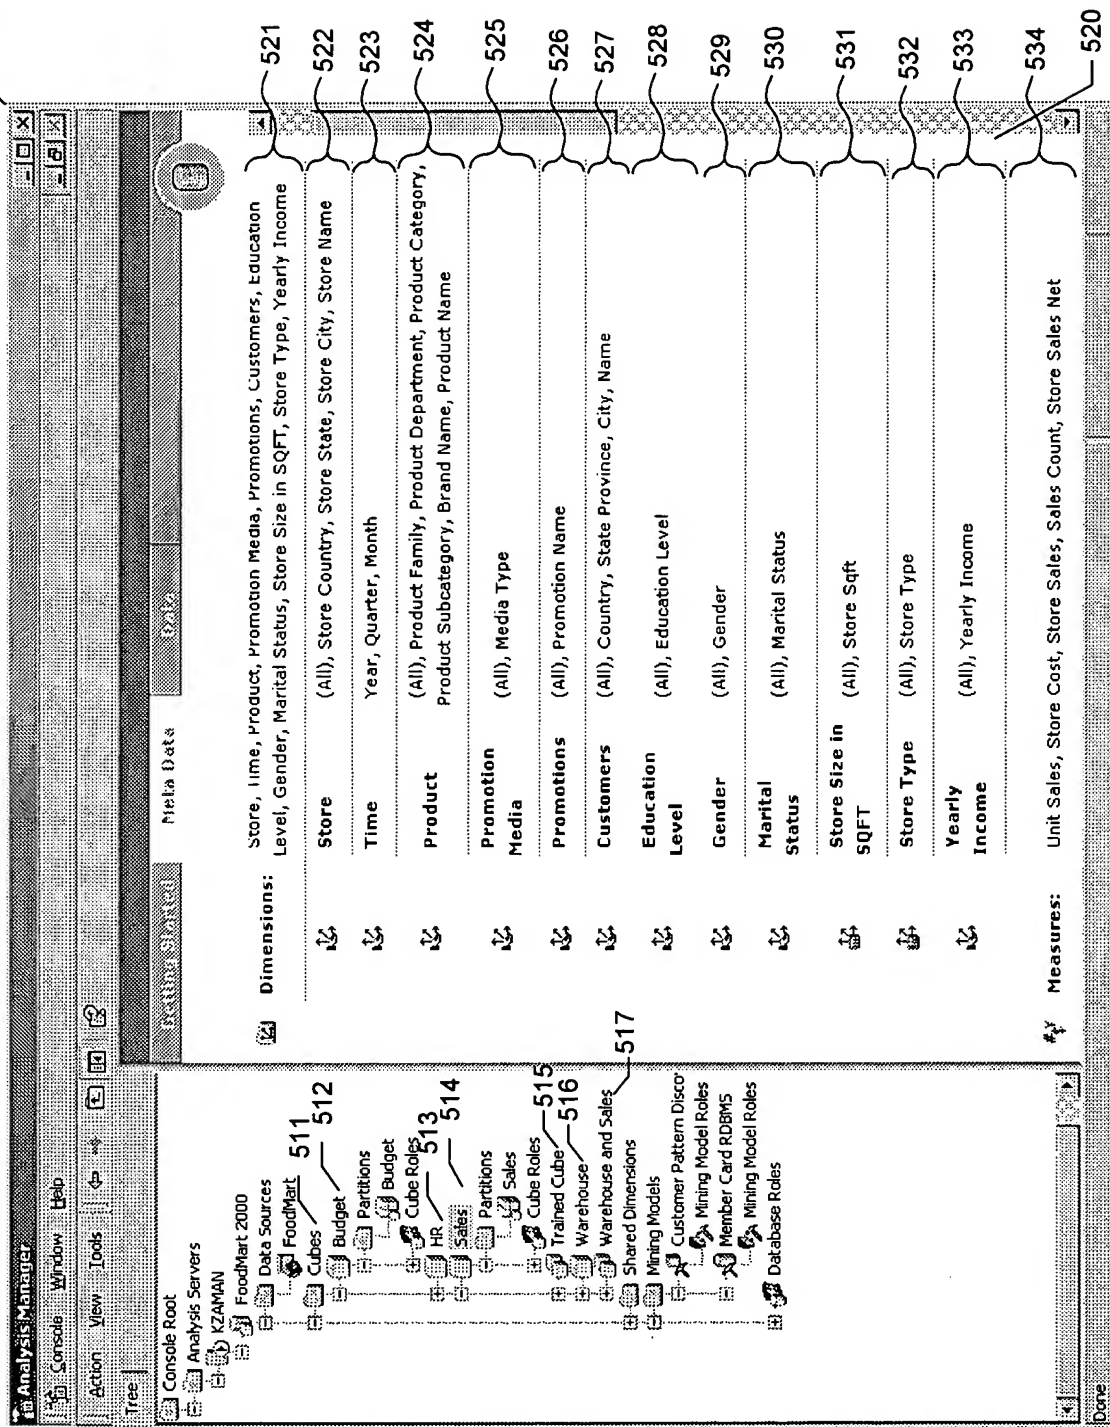 Analysis Manager
Console Window Help
Action View Tools
Tree
Console Root
Analysis Servers
KZAMAN
FoodMart 2000
Data Sources
FoodMart
511
Cubes
512
Budget
Partitions
Budget
Cube Roles
513
HR
514
Sales
Partitions
Sales
Cube Roles
515
Trained Cube
516
Warehouse
517
Warehouse and Sales
Shared Dimensions
Mining Models
Customer Pattern Discov
Mining Model Roles
Member Card RDBMS
Mining Model Roles
Database Roles
Getting Started
Meta Data
Data
Dimensions:
Store, Time, Product, Promotion Media, Promotions, Customers, Education
Level, Gender, Marital Status, Store Size in SQFT, Store Type, Yearly Income
521
Store (All), Store Country, Store State, Store City, Store Name 522
Time Year, Quarter, Month 523
Product (All), Product Family, Product Department, Product Category,
Product Subcategory, Brand Name, Product Name
524
Promotion
Media
(All), Media Type
525
Promotions (All), Promotion Name 526
Customers (All), Country, State Province, City, Name 527
Education
Level
(All), Education Level
528
Gender (All), Gender 529
Marital
Status
(All), Marital Status
530
Store Size in
SQFT
(All), Store Sqft
531
Store Type (All), Store Type 532
Yearly
Income
(All), Yearly Income
533
Measures: Unit Sales, Store Cost, Store Sales, Sales Count, Store Sales Net 534
520
Done